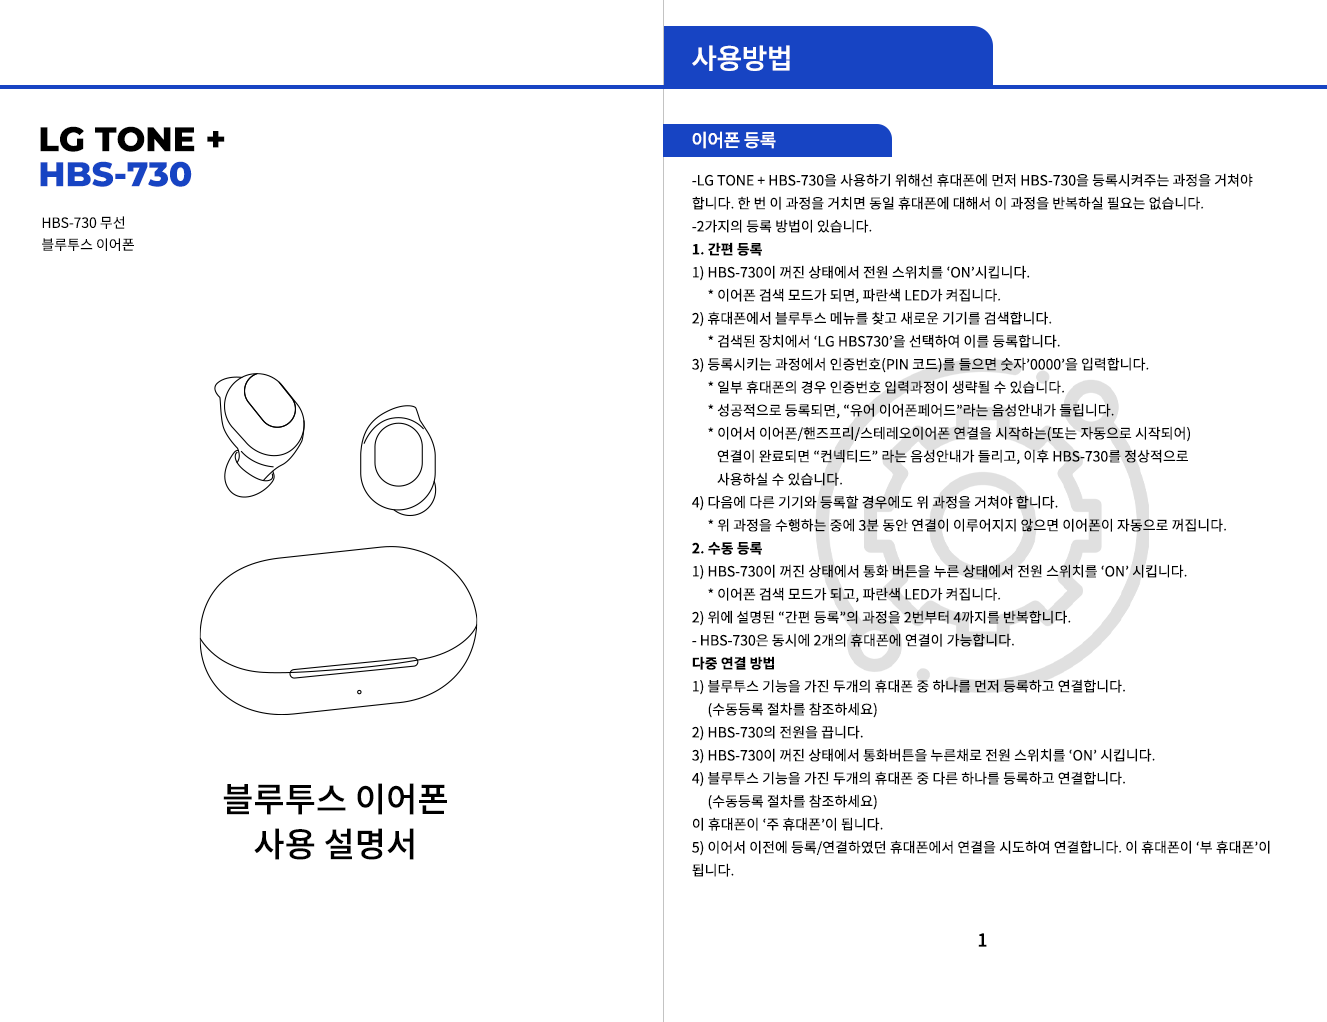 LG TONE +
HBS-730
HBS-730 무선
블루투스 이어폰
블루투스 이어폰
사용 설명서
사용방법
이어폰 등록
-LG TONE + HBS-730을 사용하기 위해선 휴대폰에 먼저 HBS-730을 등록시켜주는 과정을 거쳐야
합니다. 한 번 이 과정을 거치면 동일 휴대폰에 대해서 이 과정을 반복하실 필요는 없습니다.
-2가지의 등록 방법이 있습니다.
1. 간편 등록
1) HBS-730이 꺼진 상태에서 전원 스위치를 ‘ON’시킵니다.
* 이어폰 검색 모드가 되면, 파란색 LED가 켜집니다.
2) 휴대폰에서 블루투스 메뉴를 찾고 새로운 기기를 검색합니다.
* 검색된 장치에서 ‘LG HBS730’을 선택하여 이를 등록합니다.
3) 등록시키는 과정에서 인증번호(PIN 코드)를 들으면 숫자’0000’을 입력합니다.
* 일부 휴대폰의 경우 인증번호 입력과정이 생략될 수 있습니다.
* 성공적으로 등록되면, “유어 이어폰페어드”라는 음성안내가 들립니다.
* 이어서 이어폰/핸즈프리/스테레오이어폰 연결을 시작하는(또는 자동으로 시작되어)
연결이 완료되면 “컨넥티드” 라는 음성안내가 들리고, 이후 HBS-730를 정상적으로
사용하실 수 있습니다.
4) 다음에 다른 기기와 등록할 경우에도 위 과정을 거쳐야 합니다.
* 위 과정을 수행하는 중에 3분 동안 연결이 이루어지지 않으면 이어폰이 자동으로 꺼집니다.
2. 수동 등록
1) HBS-730이 꺼진 상태에서 통화 버튼을 누른 상태에서 전원 스위치를 ‘ON’ 시킵니다.
* 이어폰 검색 모드가 되고, 파란색 LED가 켜집니다.
2) 위에 설명된 “간편 등록”의 과정을 2번부터 4까지를 반복합니다.
- HBS-730은 동시에 2개의 휴대폰에 연결이 가능합니다.
다중 연결 방법
1) 블루투스 기능을 가진 두개의 휴대폰 중 하나를 먼저 등록하고 연결합니다.
(수동등록 절차를 참조하세요)
2) HBS-730의 전원을 끕니다.
3) HBS-730이 꺼진 상태에서 통화버튼을 누른채로 전원 스위치를 ‘ON’ 시킵니다.
4) 블루투스 기능을 가진 두개의 휴대폰 중 다른 하나를 등록하고 연결합니다.
(수동등록 절차를 참조하세요)
이 휴대폰이 ‘주 휴대폰’이 됩니다.
5) 이어서 이전에 등록/연결하였던 휴대폰에서 연결을 시도하여 연결합니다. 이 휴대폰이 ‘부 휴대폰’이
됩니다.
1